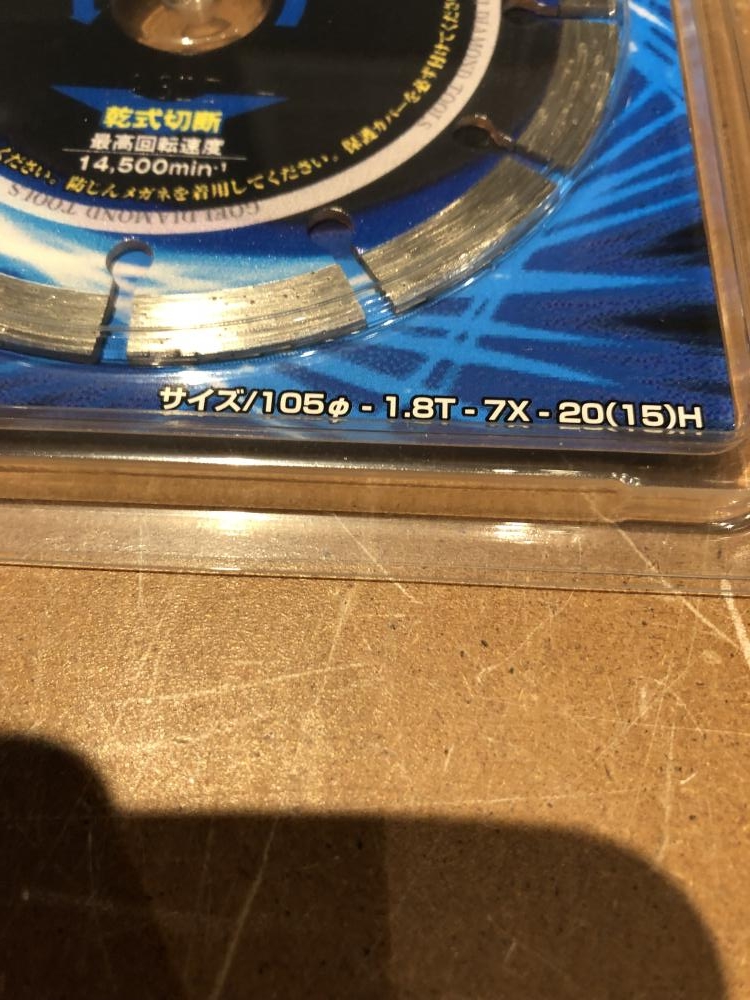 乾式切断
最高回転速度
14,500min-1
ください。防じんメガネを着用してください。保護カバーを必ず付けてくださ
DIAMOND TOOLS
DIAMOND TOOLS
サイズ/105φ - 1.8T - 7X - 20(15)H